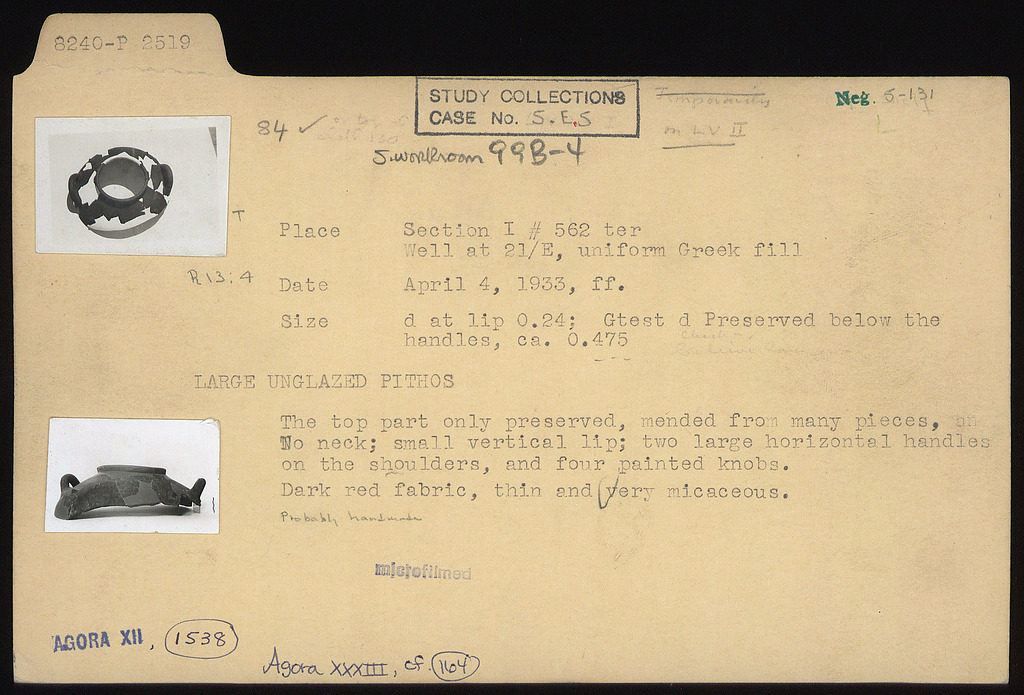 8240-P 2519
STUDY COLLECTIONS
CASE No. S.E.S
Temporarily
in LV II
Neg. 5-131
84 ✓
S. workroom 99B-4
T
Place Section I # 562 ter
Well at 21/E, uniform Greek fill
R 13:4
Date April 4, 1933, ff.
Size d at lip 0.24; Gtest d Preserved below the
handles, ca. 0.475
LARGE UNGLAZED PITHOS
The top part only preserved, mended from many pieces,
No neck; small vertical lip; two large horizontal handles
on the shoulders, and four painted knobs.
Dark red fabric, thin and very micaceous.
Probably handmade
microfilmed
AGORA XII, 1538
Agora XXXIII, cf. 164